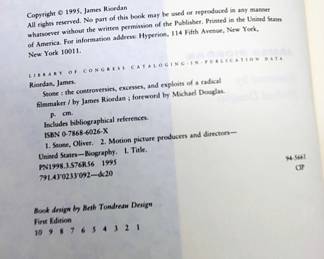 Copyright © 1995, James Riordan
All rights reserved. No part of this book may be used or reproduced in any manner
whatsoever without the written permission of the Publisher. Printed in the United States
of America. For information address: Hyperion, 114 Fifth Avenue, New York,
New York 10011.
LIBRARY OF CONGRESS CATALOGING-IN-PUBLICATION DATA
Riordan, James.
Stone : the controversies, excesses, and exploits of a radical
filmmaker / by James Riordan ; foreword by Michael Douglas.
p. cm.
Includes bibliographical references.
ISBN 0-7868-6026-X
1. Stone, Oliver. 2. Motion picture producers and directors—
United States—Biography. I. Title.
PN1998.3.S76R56 1995
791.43'0233'092—dc20
94-5661
CIP
Book design by Beth Tondreau Design
First Edition
10 9 8 7 6 5 4 3 2 1